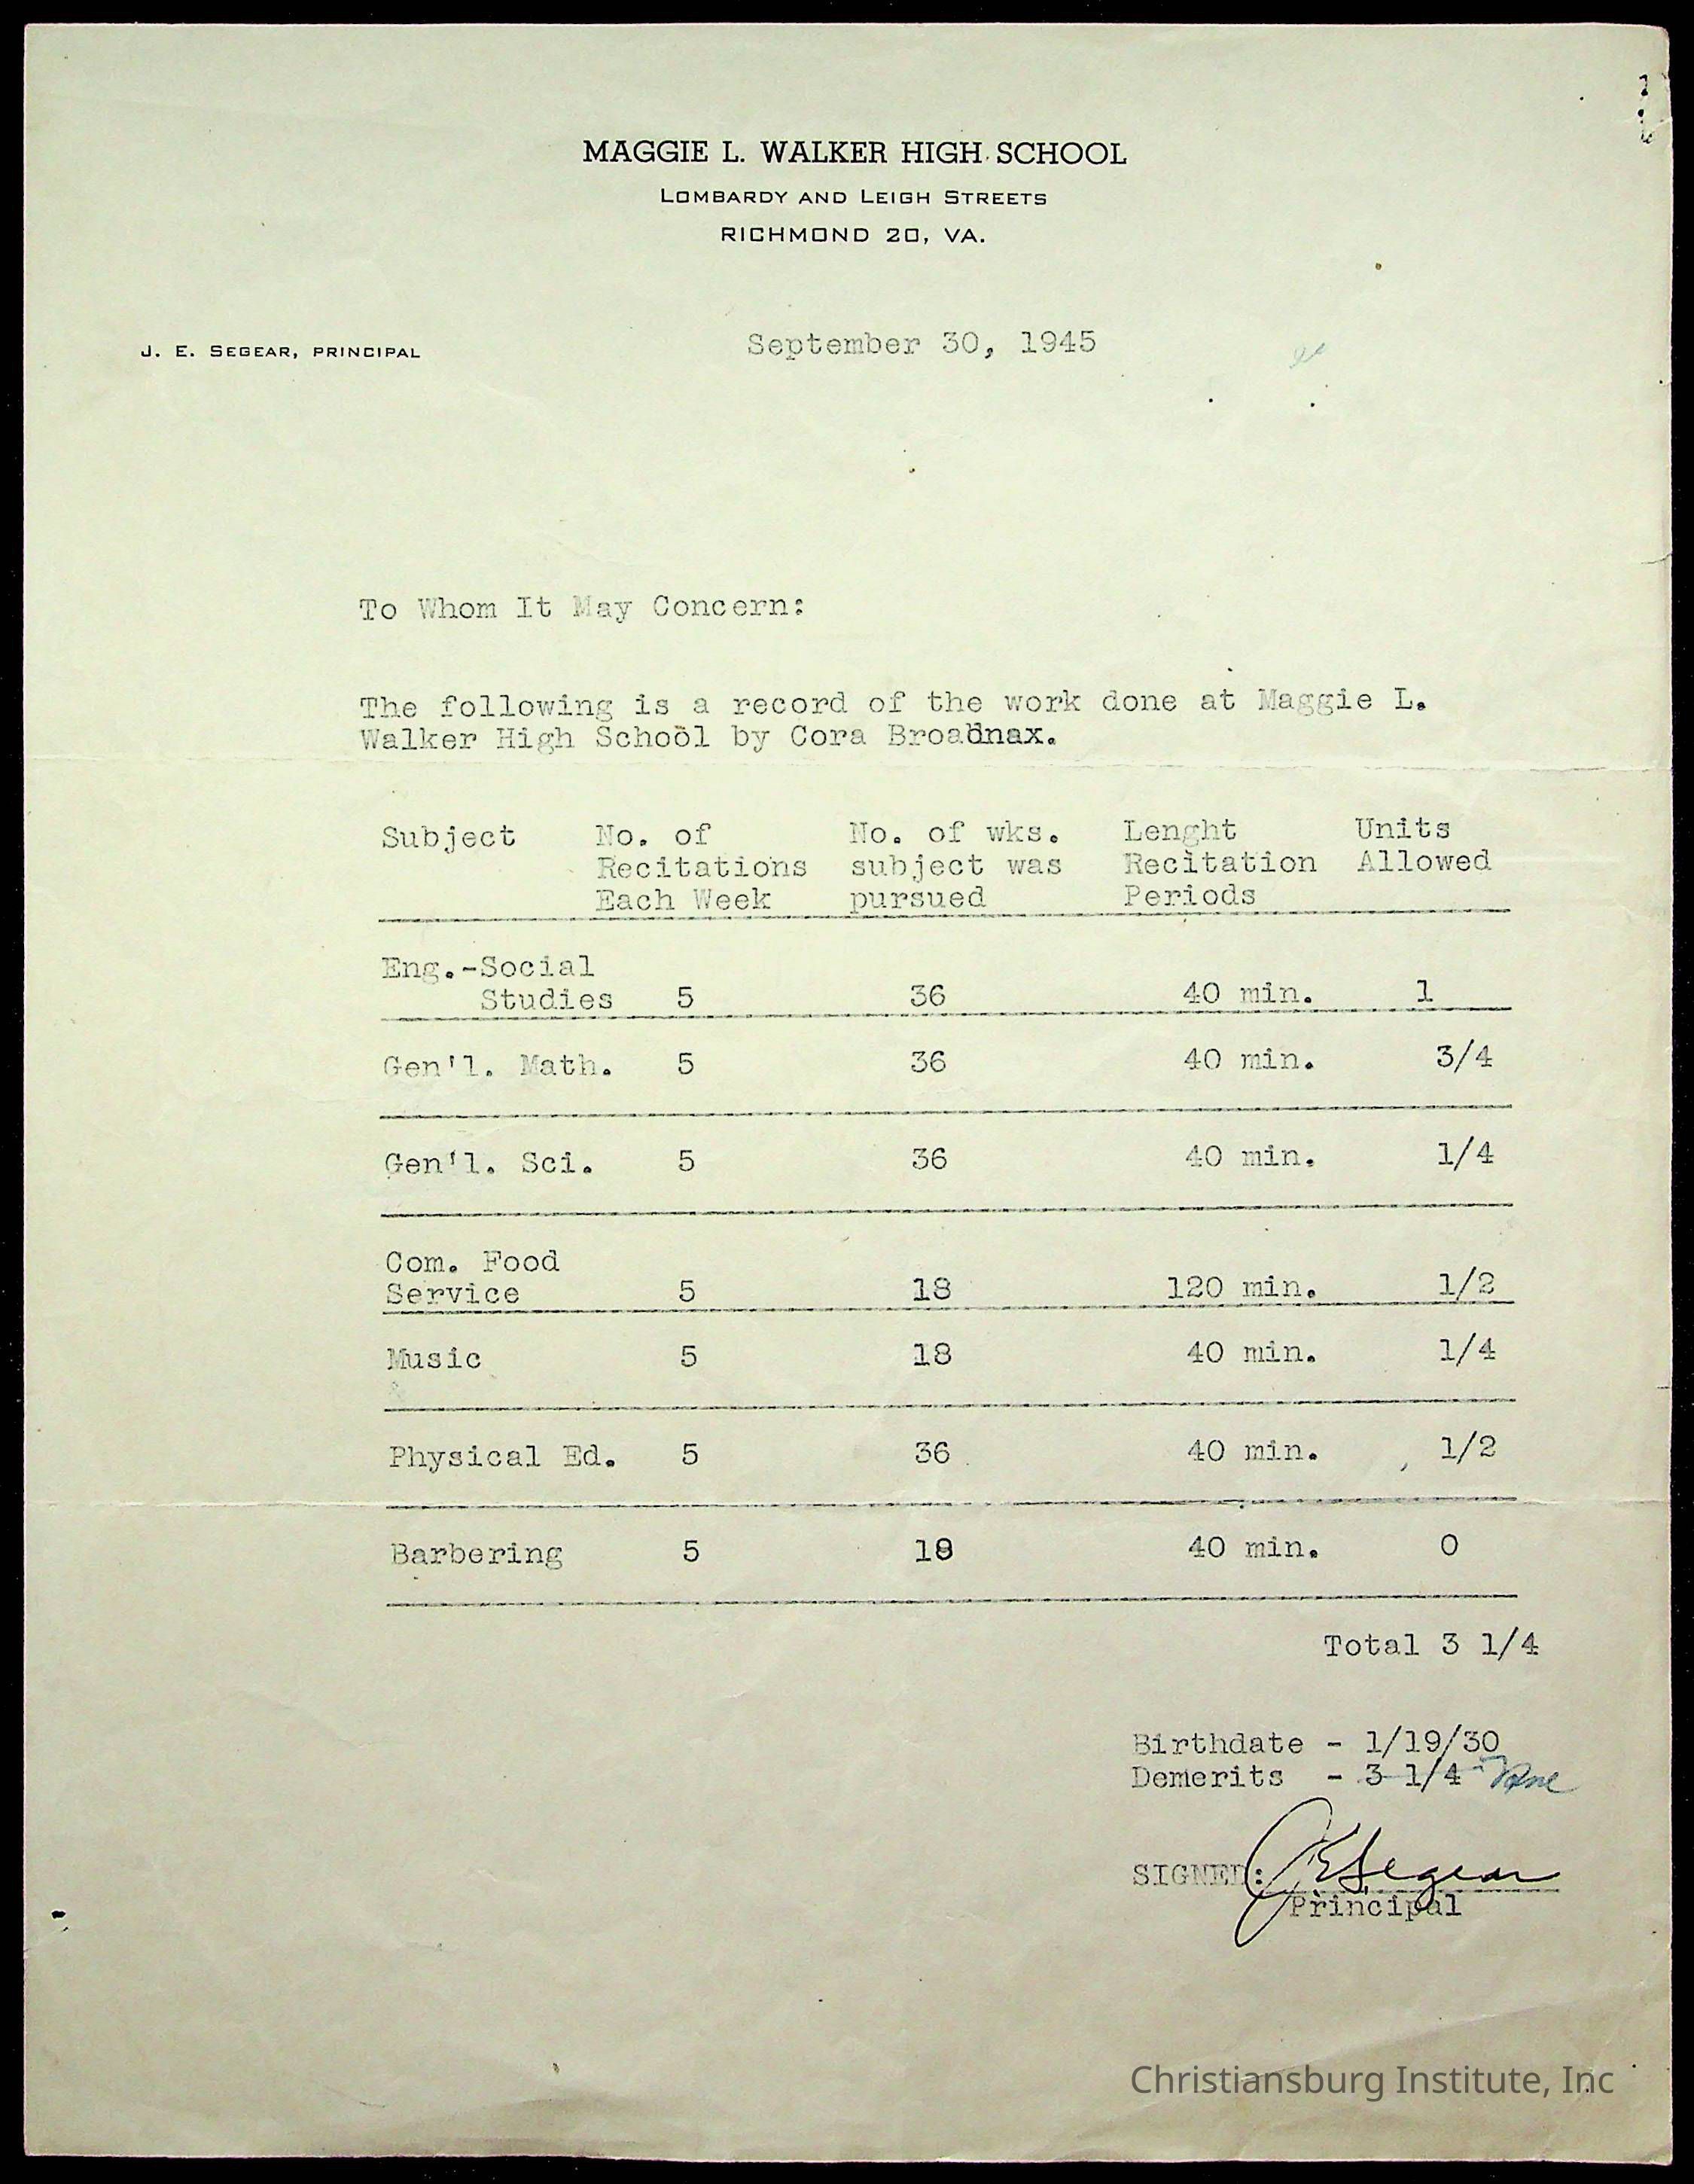 MAGGIE L. WALKER HIGH SCHOOL
LOMBARDY AND LEIGH STREETS
RICHMOND 20, VA.
J. E. SEGEAR, PRINCIPAL September 30, 1945
To Whom It May Concern:
The following is a record of the work done at Maggie L.
Walker High School by Cora Broadnax.
Subject No. of No. of wks. Lenght Units
Recitations subject was Recitation Allowed
Each Week pursued Periods
Eng.-Social
Studies 5 36 40 min. 1
Gen'l. Math. 5 36 40 min. 3/4
Gen'l. Sci. 5 36 40 min. 1/4
Com. Food
Service 5 18 120 min. 1/2
Music 5 18 40 min. 1/4
Physical Ed. 5 36 40 min. 1/2
Barbering 5 18 40 min. 0
Total 3 1/4
Birthdate - 1/19/30
Demerits - 3 1/4 None
SIGNED: J E Segear
Principal
Christiansburg Institute, Inc